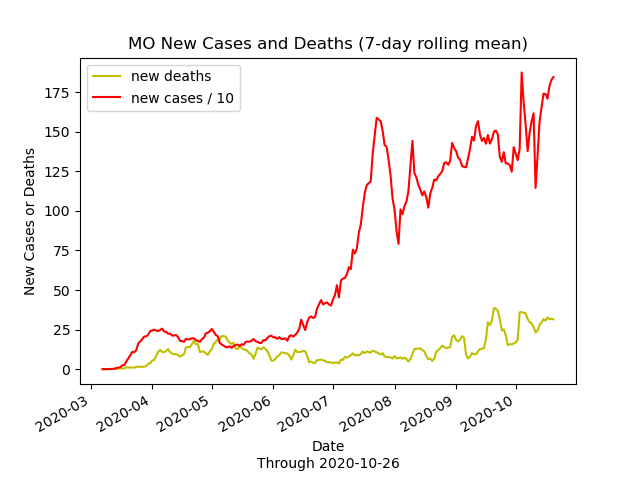 MO New Cases and Deaths (7-day rolling mean)
new deaths
new cases / 10
New Cases or Deaths
175
150
125
100
75
50
25
0
2020-03
2020-04
2020-05
2020-06
2020-07
2020-08
2020-09
2020-10
Date
Through 2020-10-26